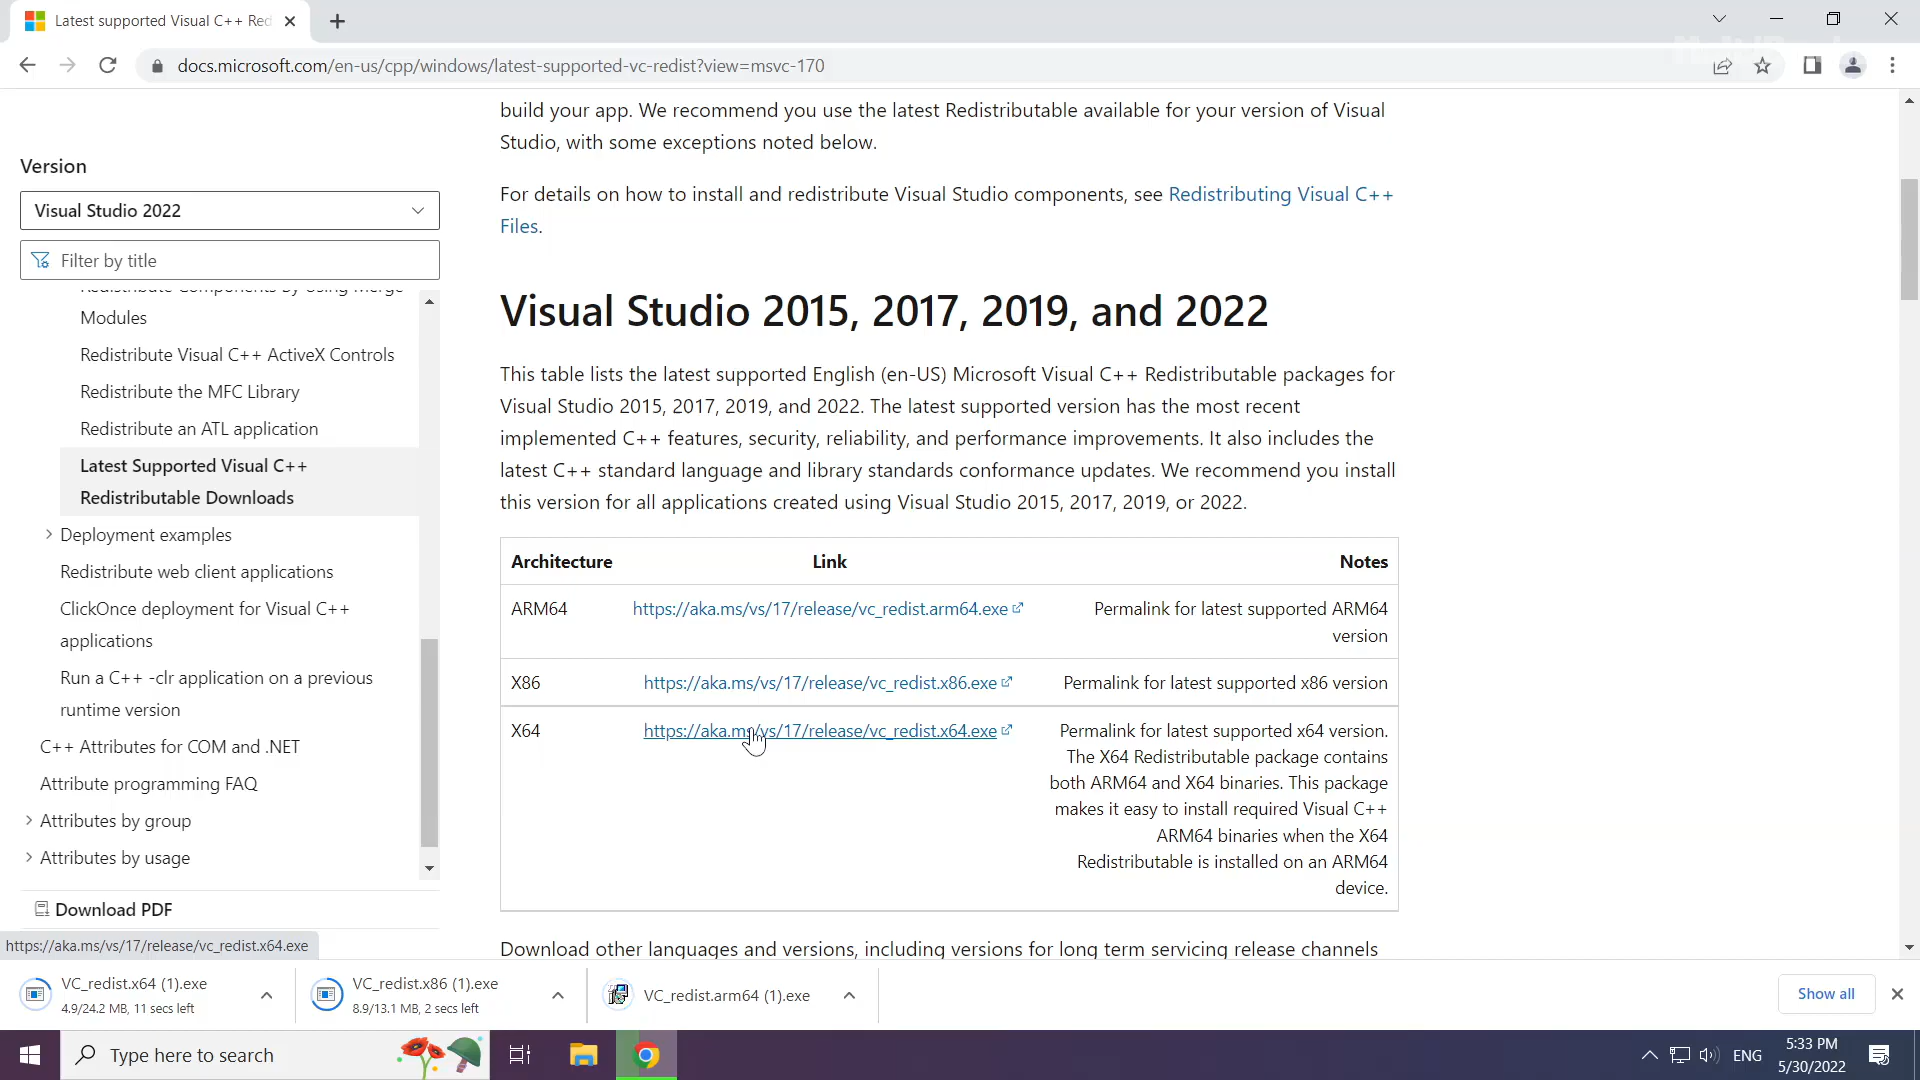 Latest supported Visual C++ Red
docs.microsoft.com/en-us/cpp/windows/latest-supported-vc-redist?view=msvc-170
Version
Visual Studio 2022
Filter by title
Redistribute Components By Using Merge
Modules
Redistribute Visual C++ ActiveX Controls
Redistribute the MFC Library
Redistribute an ATL application
Latest Supported Visual C++
Redistributable Downloads
Deployment examples
Redistribute web client applications
ClickOnce deployment for Visual C++
applications
Run a C++ -clr application on a previous
runtime version
C++ Attributes for COM and .NET
Attribute programming FAQ
Attributes by group
Attributes by usage
Download PDF
https://aka.ms/vs/17/release/vc_redist.x64.exe
build your app. We recommend you use the latest Redistributable available for your version of Visual
Studio, with some exceptions noted below.
For details on how to install and redistribute Visual Studio components, see Redistributing Visual C++
Files.
Visual Studio 2015, 2017, 2019, and 2022
This table lists the latest supported English (en-US) Microsoft Visual C++ Redistributable packages for
Visual Studio 2015, 2017, 2019, and 2022. The latest supported version has the most recent
implemented C++ features, security, reliability, and performance improvements. It also includes the
latest C++ standard language and library standards conformance updates. We recommend you install
this version for all applications created using Visual Studio 2015, 2017, 2019, or 2022.
Architecture Link Notes
ARM64 https://aka.ms/vs/17/release/vc_redist.arm64.exe Permalink for latest supported ARM64
version
X86 https://aka.ms/vs/17/release/vc_redist.x86.exe Permalink for latest supported x86 version
X64 https://aka.ms/vs/17/release/vc_redist.x64.exe Permalink for latest supported x64 version.
The X64 Redistributable package contains
both ARM64 and X64 binaries. This package
makes it easy to install required Visual C++
ARM64 binaries when the X64
Redistributable is installed on an ARM64
device.
Download other languages and versions, including versions for long term servicing release channels
VC_redist.x64 (1).exe
4.9/24.2 MB, 11 secs left
VC_redist.x86 (1).exe
8.9/13.1 MB, 2 secs left
VC_redist.arm64 (1).exe
Show all
Type here to search
ENG
5:33 PM
5/30/2022